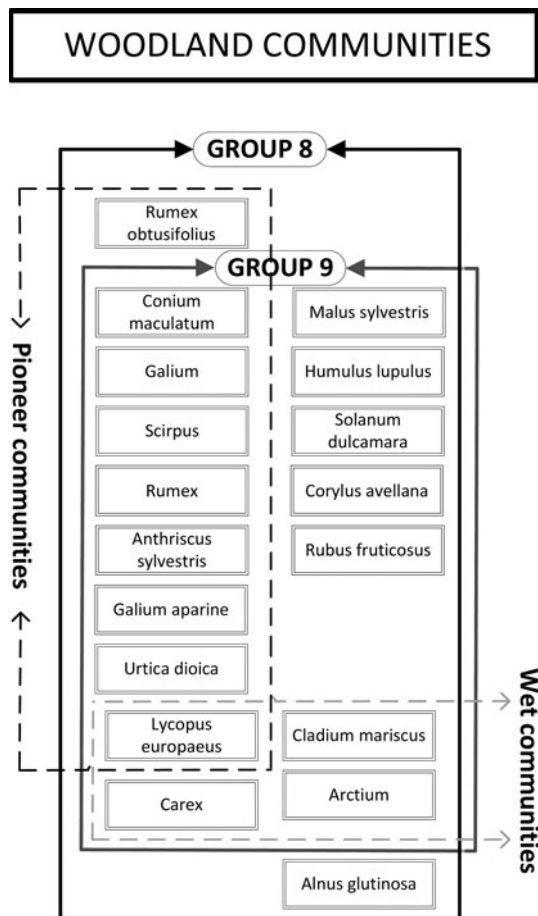 WOODLAND COMMUNITIES
GROUP 8
Rumex
obtusifolius
GROUP 9
Conium
maculatum
Malus sylvestris
Galium
Humulus lupulus
Scirpus
Solanum
dulcamara
Rumex
Corylus avellana
Anthriscus
sylvestris
Rubus fruticosus
Galium aparine
Urtica dioica
Lycopus
europaeus
Cladium mariscus
Carex
Arctium
Alnus glutinosa
Pioneer communities
Wet communities